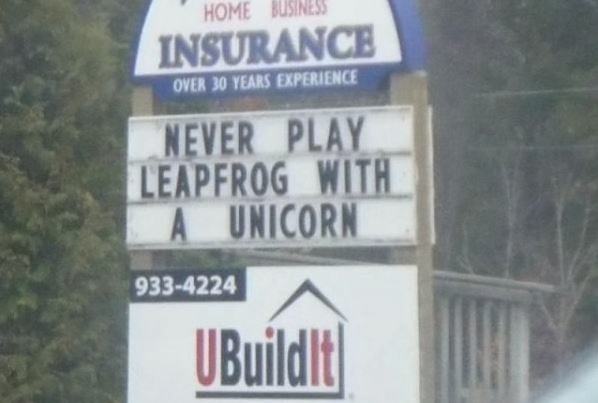 HOME BUSINESS
INSURANCE
OVER 30 YEARS EXPERIENCE
NEVER PLAY
LEAPFROG WITH
A UNICORN
933-4224
UBuildIt